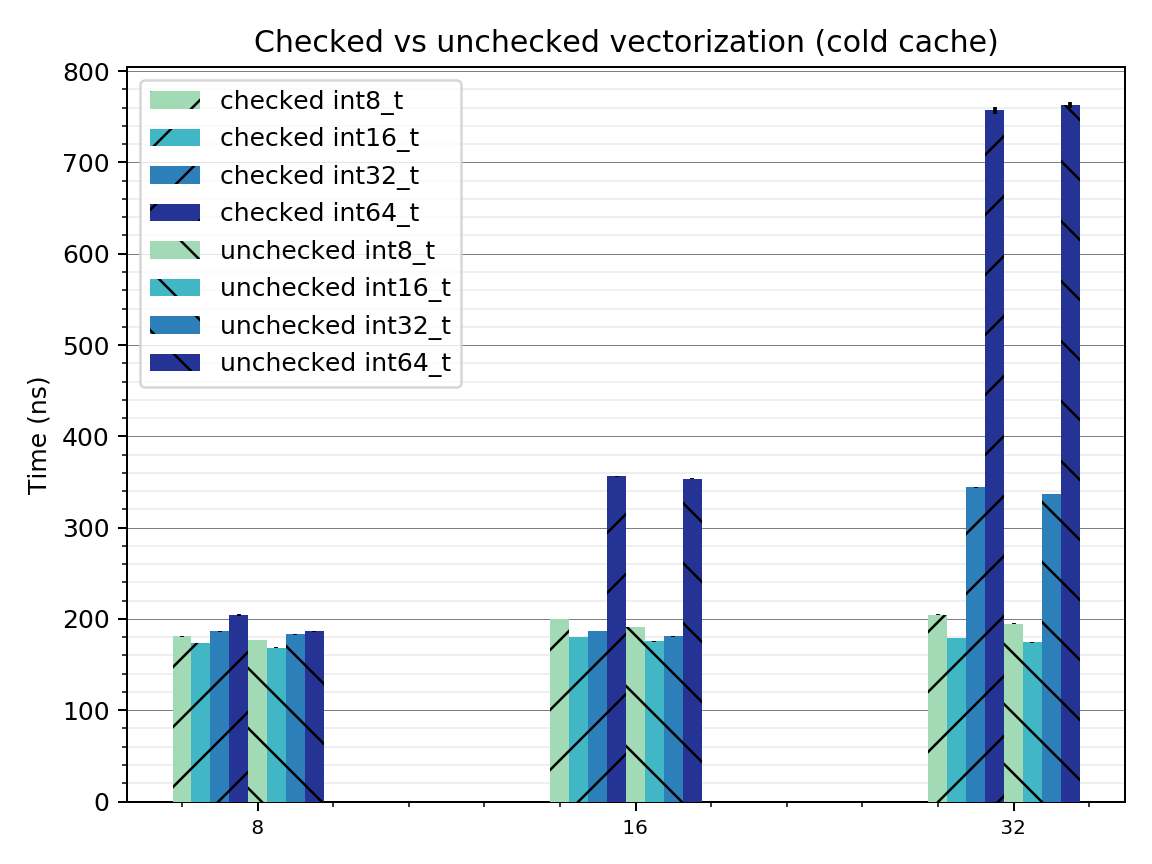 Checked vs unchecked vectorization (cold cache)
800
700
600
500
400
300
200
100
0
Time (ns)
checked int8_t
checked int16_t
checked int32_t
checked int64_t
unchecked int8_t
unchecked int16_t
unchecked int32_t
unchecked int64_t
8
16
32